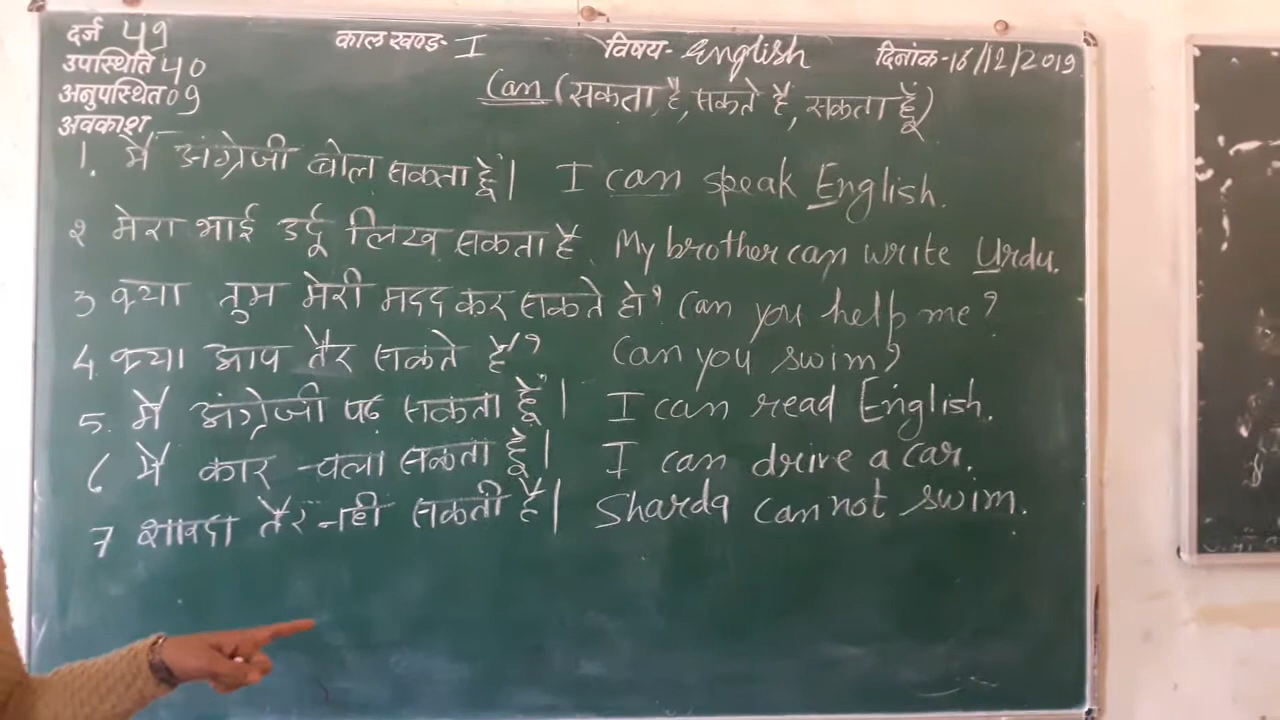 दर्ज 49 काल खण्ड- I विषय- English दिनांक-16/12/2019
उपस्थिति 40
अनुपस्थित 09
अवकाश
Can (सकता है, सकते हैं, सकता हूँ)
1. मैं अंग्रेजी बोल सकता हूँ। I can speak English.
२ मेरा भाई उर्दू लिख सकता है. My brother can write Urdu.
3 क्या तुम मेरी मदद कर सकते हो? Can you help me?
4. क्या आप तैर सकते हैं? Can you swim?
5. मैं अंग्रेजी पढ़ सकता हूँ। I can read English.
6 मैं कार चला सकता हूँ। I can drive a car.
7 शारदा तैर नहीं सकती है। Sharda cannot swim.